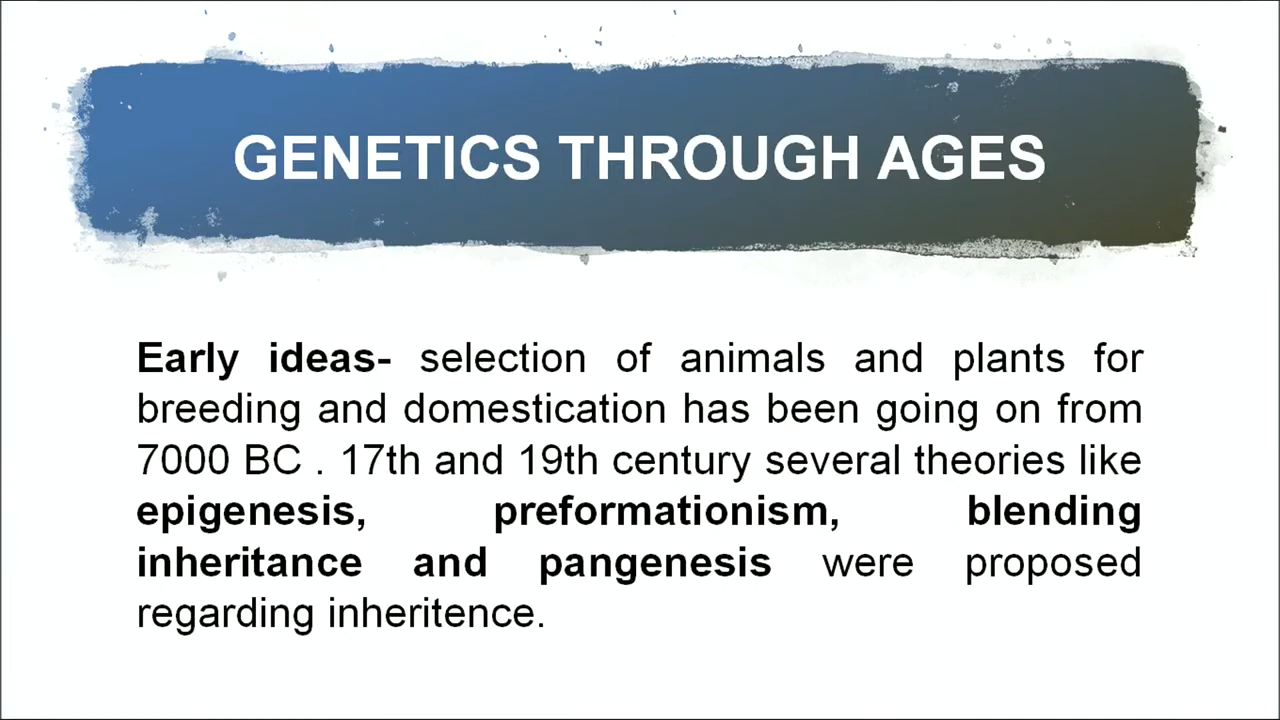 GENETICS THROUGH AGES
Early ideas- selection of animals and plants for
breeding and domestication has been going on from
7000 BC . 17th and 19th century several theories like
epigenesis, preformationism, blending
inheritance and pangenesis were proposed
regarding inheritence.